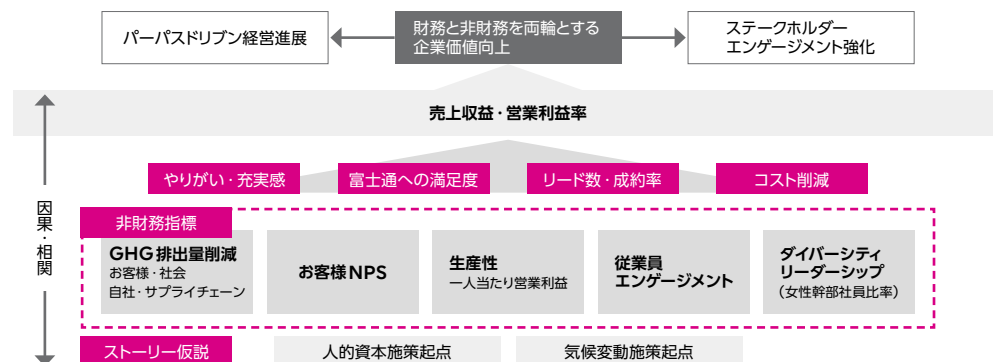 パーパスドリブン経営進展
財務と非財務を両輪とする
企業価値向上
ステークホルダー
エンゲージメント強化
売上収益・営業利益率
やりがい・充実感
富士通への満足度
リード数・成約率
コスト削減
因果・相関
非財務指標
GHG排出量削減
お客様・社会
自社・サプライチェーン
お客様NPS
生産性
一人当たり営業利益
従業員
エンゲージメント
ダイバーシティ
リーダーシップ
（女性幹部社員比率）
ストーリー仮説
人的資本施策起点
気候変動施策起点